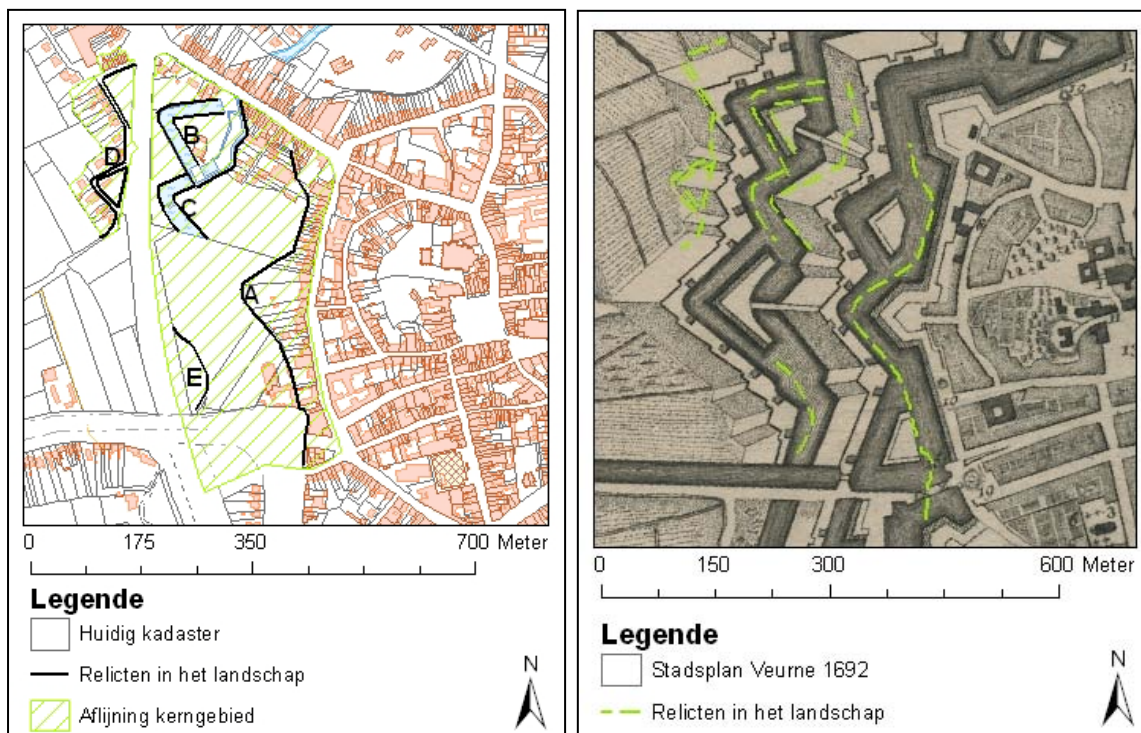 B
D
C
A
E
0 175 350 700 Meter
Legende
Huidig kadaster
Relicten in het landschap
Aflijning kerngebied
N
0 150 300 600 Meter
Legende
Stadsplan Veurne 1692
Relicten in het landschap
N